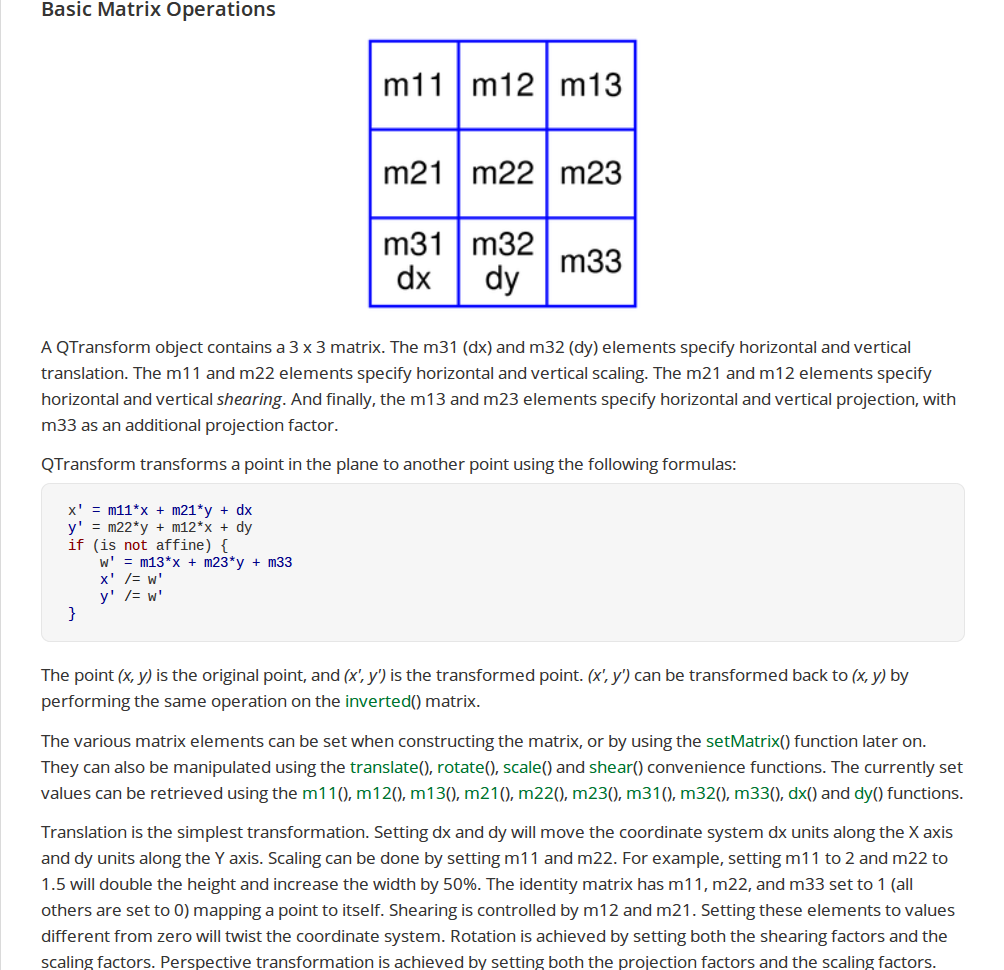 Basic Matrix Operations
m11 m12 m13
m21 m22 m23
m31 m32 m33
dx dy
A QTransform object contains a 3 x 3 matrix. The m31 (dx) and m32 (dy) elements specify horizontal and vertical
translation. The m11 and m22 elements specify horizontal and vertical scaling. The m21 and m12 elements specify
horizontal and vertical shearing. And finally, the m13 and m23 elements specify horizontal and vertical projection, with
m33 as an additional projection factor.
QTransform transforms a point in the plane to another point using the following formulas:
x' = m11*x + m21*y + dx
y' = m22*y + m12*x + dy
if (is not affine) {
    w' = m13*x + m23*y + m33
    x' /= w'
    y' /= w'
}
The point (x, y) is the original point, and (x', y') is the transformed point. (x', y') can be transformed back to (x, y) by
performing the same operation on the inverted() matrix.
The various matrix elements can be set when constructing the matrix, or by using the setMatrix() function later on.
They can also be manipulated using the translate(), rotate(), scale() and shear() convenience functions. The currently set
values can be retrieved using the m11(), m12(), m13(), m21(), m22(), m23(), m31(), m32(), m33(), dx() and dy() functions.
Translation is the simplest transformation. Setting dx and dy will move the coordinate system dx units along the X axis
and dy units along the Y axis. Scaling can be done by setting m11 and m22. For example, setting m11 to 2 and m22 to
1.5 will double the height and increase the width by 50%. The identity matrix has m11, m22, and m33 set to 1 (all
others are set to 0) mapping a point to itself. Shearing is controlled by m12 and m21. Setting these elements to values
different from zero will twist the coordinate system. Rotation is achieved by setting both the shearing factors and the
scaling factors. Perspective transformation is achieved by setting both the projection factors and the scaling factors.